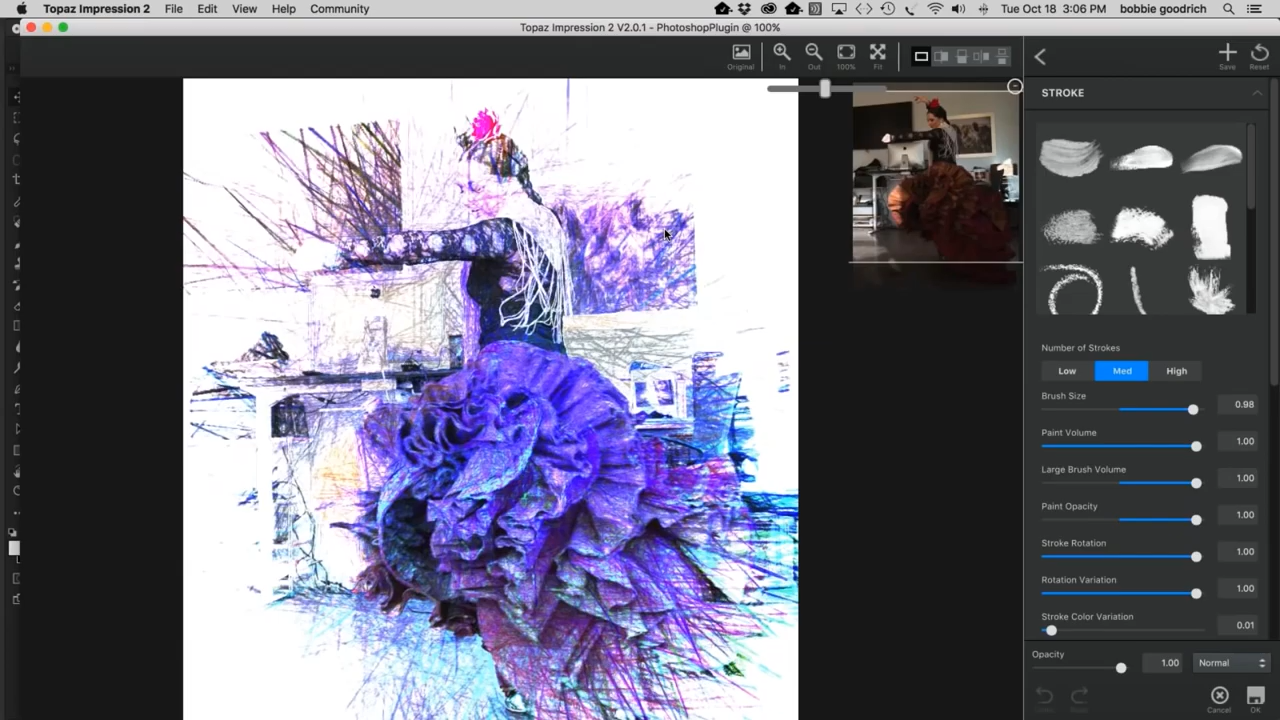 Topaz Impression 2 File Edit View Window Help Community Tue Oct 18 3:06 PM bobbie goodrich
Topaz Impression 2 V2.0.1 - PhotoshopPlugin @ 100%
Original In Out 100% Fit Save Reset
STROKE
Number of Strokes
Low Med High
Brush Size 0.98
Paint Volume 1.00
Large Brush Volume 1.00
Paint Opacity 1.00
Stroke Rotation 1.00
Rotation Variation 1.00
Stroke Color Variation 0.01
Opacity 1.00 Normal
Cancel OK